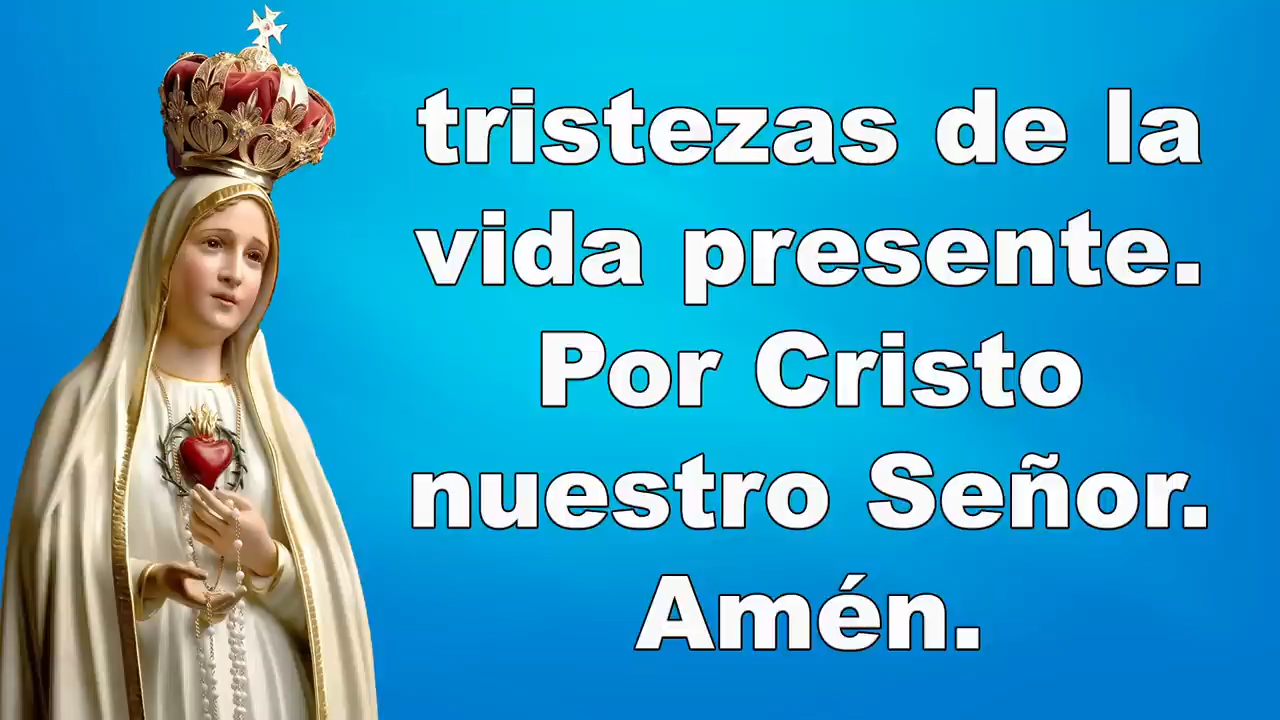 tristezas de la
vida presente.
Por Cristo
nuestro Señor.
Amén.